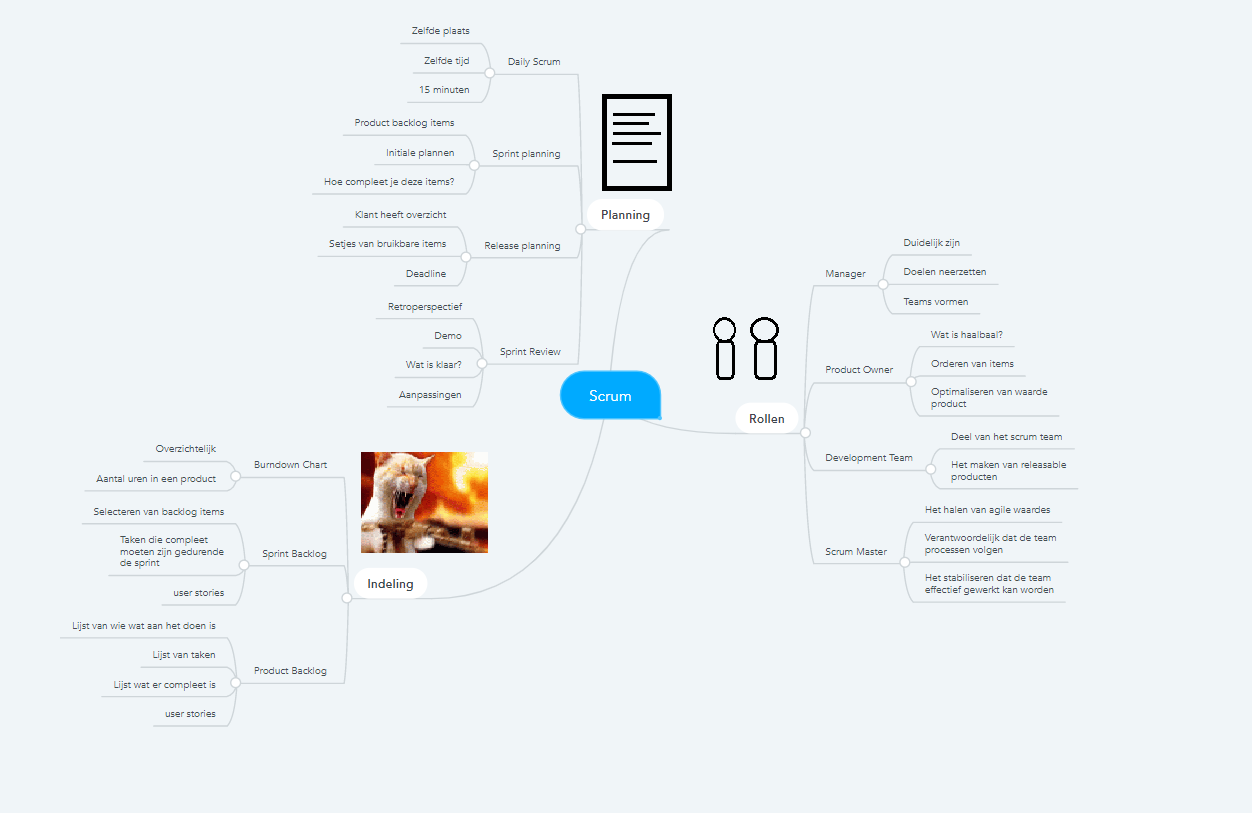 Scrum
Planning
Daily Scrum
Zelfde plaats
Zelfde tijd
15 minuten
Sprint planning
Product backlog items
Initiale plannen
Hoe compleet je deze items?
Release planning
Klant heeft overzicht
Setjes van bruikbare items
Deadline
Sprint Review
Retroperspectief
Demo
Wat is klaar?
Aanpassingen
Rollen
Manager
Duidelijk zijn
Doelen neerzetten
Teams vormen
Product Owner
Wat is haalbaal?
Orderen van items
Optimaliseren van waarde
product
Development Team
Deel van het scrum team
Het maken van releasable
producten
Scrum Master
Het halen van agile waardes
Verantwoordelijk dat de team
processen volgen
Het stabiliseren dat de team
effectief gewerkt kan worden
Indeling
Burndown Chart
Overzichtelijk
Aantal uren in een product
Sprint Backlog
Selecteren van backlog items
Taken die compleet
moeten zijn gedurende
de sprint
user stories
Product Backlog
Lijst van wie wat aan het doen is
Lijst van taken
Lijst wat er compleet is
user stories